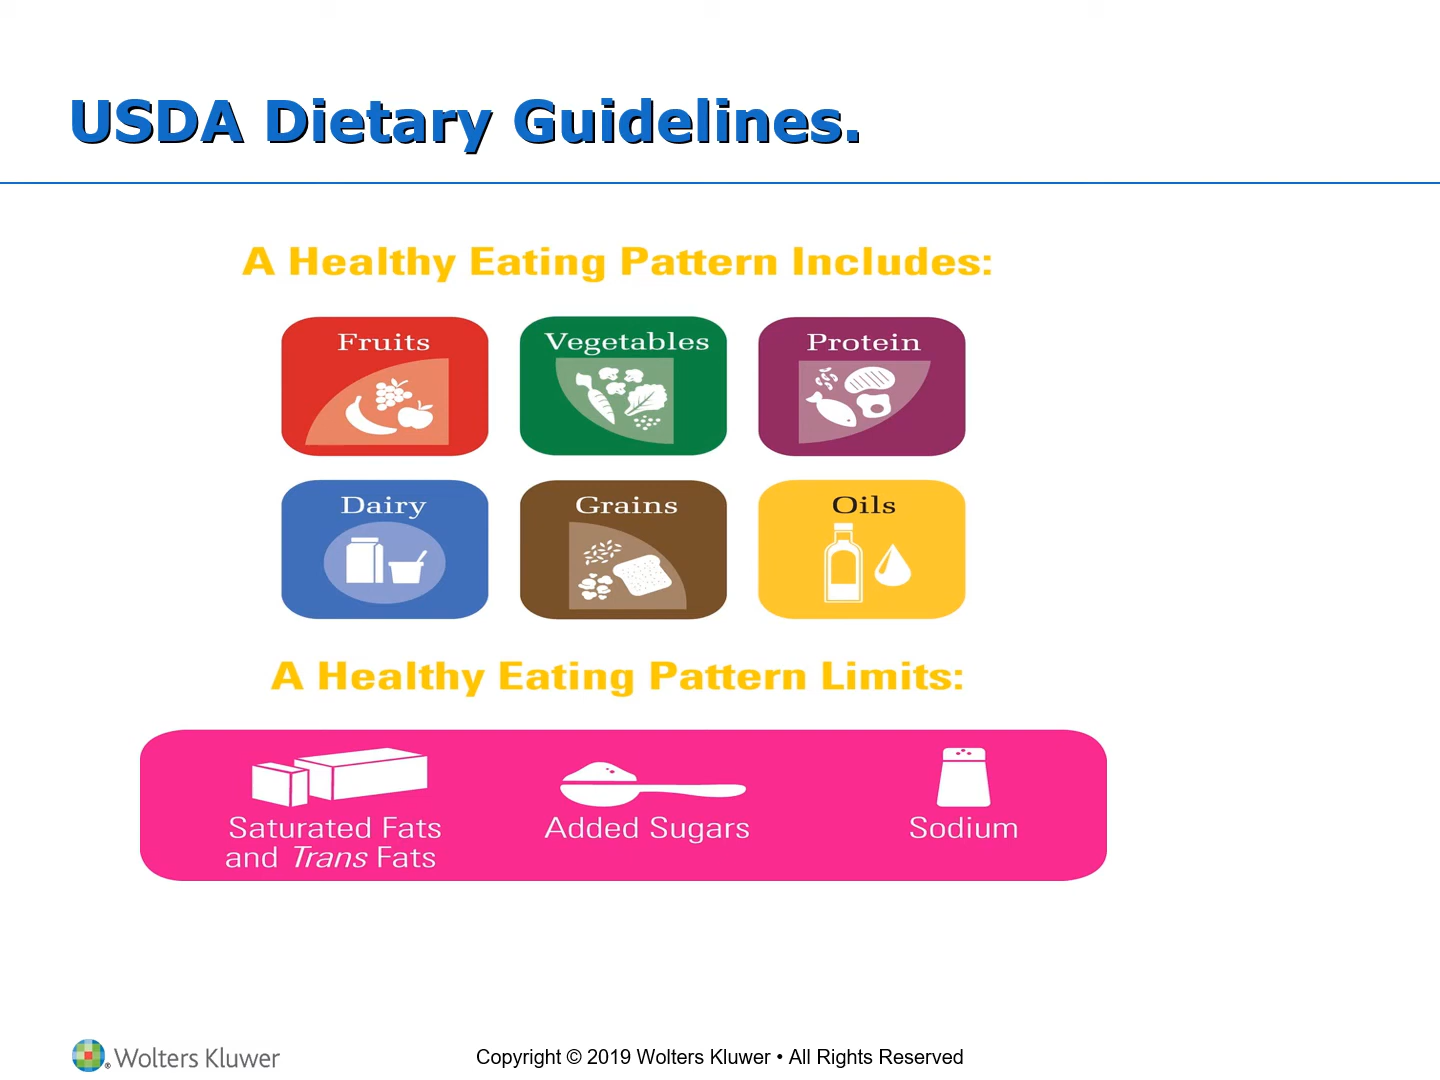 USDA Dietary Guidelines.
A Healthy Eating Pattern Includes:
Fruits
Vegetables
Protein
Dairy
Grains
Oils
A Healthy Eating Pattern Limits:
Saturated Fats
and Trans Fats
Added Sugars
Sodium
® Wolters Kluwer
Copyright © 2019 Wolters Kluwer • All Rights Reserved